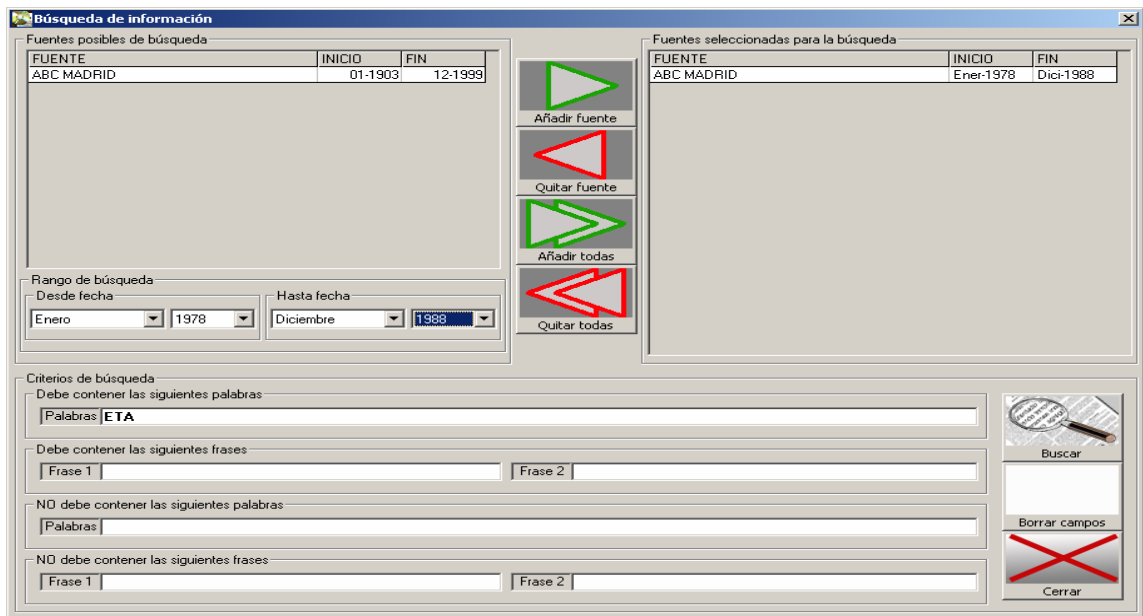 Búsqueda de información
Fuentes posibles de búsqueda
FUENTE INICIO FIN
ABC MADRID 01-1903 12-1999
Rango de búsqueda
Desde fecha
Enero 1978
Hasta fecha
Diciembre 1988
Añadir fuente
Quitar fuente
Añadir todas
Quitar todas
Fuentes seleccionadas para la búsqueda
FUENTE INICIO FIN
ABC MADRID Ener-1978 Dici-1988
Criterios de búsqueda
Debe contener las siguientes palabras
Palabras ETA
Debe contener las siguientes frases
Frase 1 Frase 2
NO debe contener las siguientes palabras
Palabras
NO debe contener las siguientes frases
Frase 1 Frase 2
Buscar
Borrar campos
Cerrar